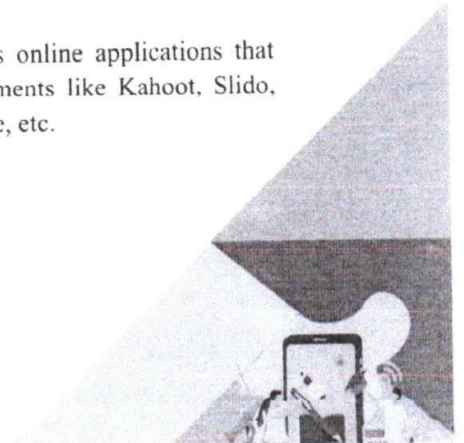 s online applications that
ments like Kahoot, Slido,
e, etc.